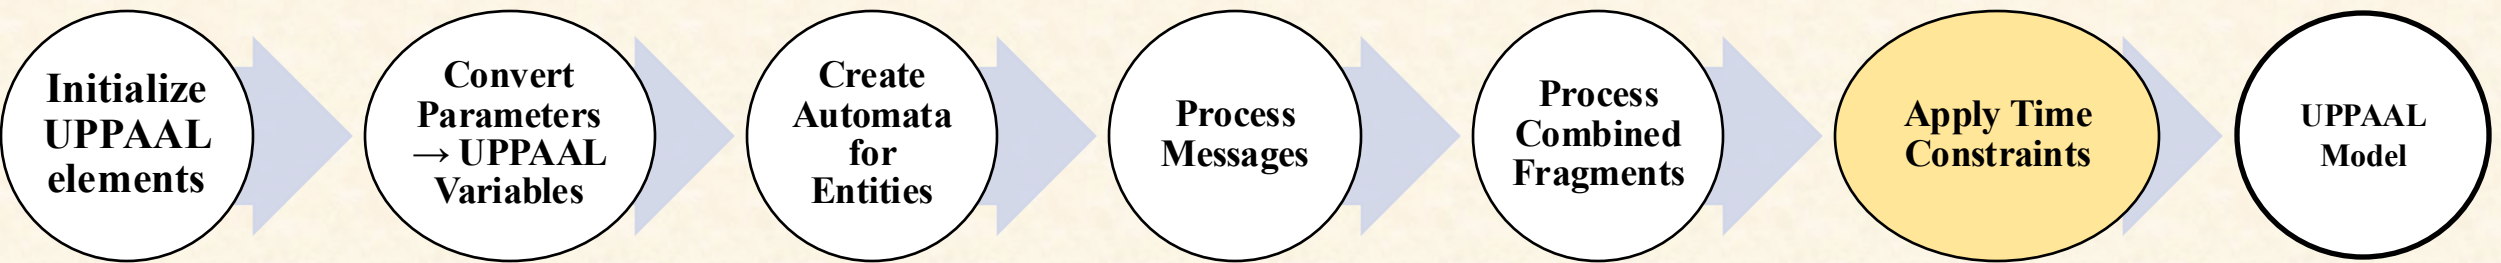 Initialize
UPPAAL
elements
Convert
Parameters
→ UPPAAL
Variables
Create
Automata
for
Entities
Process
Messages
Process
Combined
Fragments
Apply Time
Constraints
UPPAAL
Model